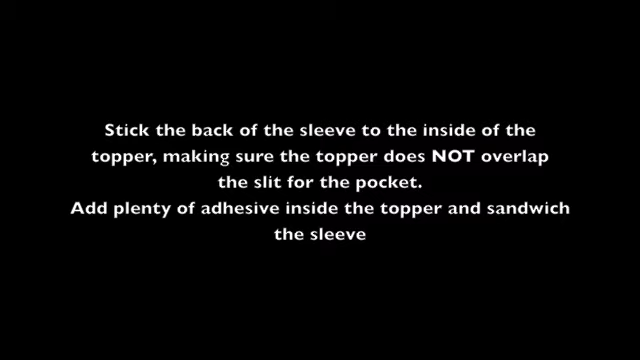 Stick the back of the sleeve to the inside of the
topper, making sure the topper does NOT overlap
the slit for the pocket.
Add plenty of adhesive inside the topper and sandwich
the sleeve